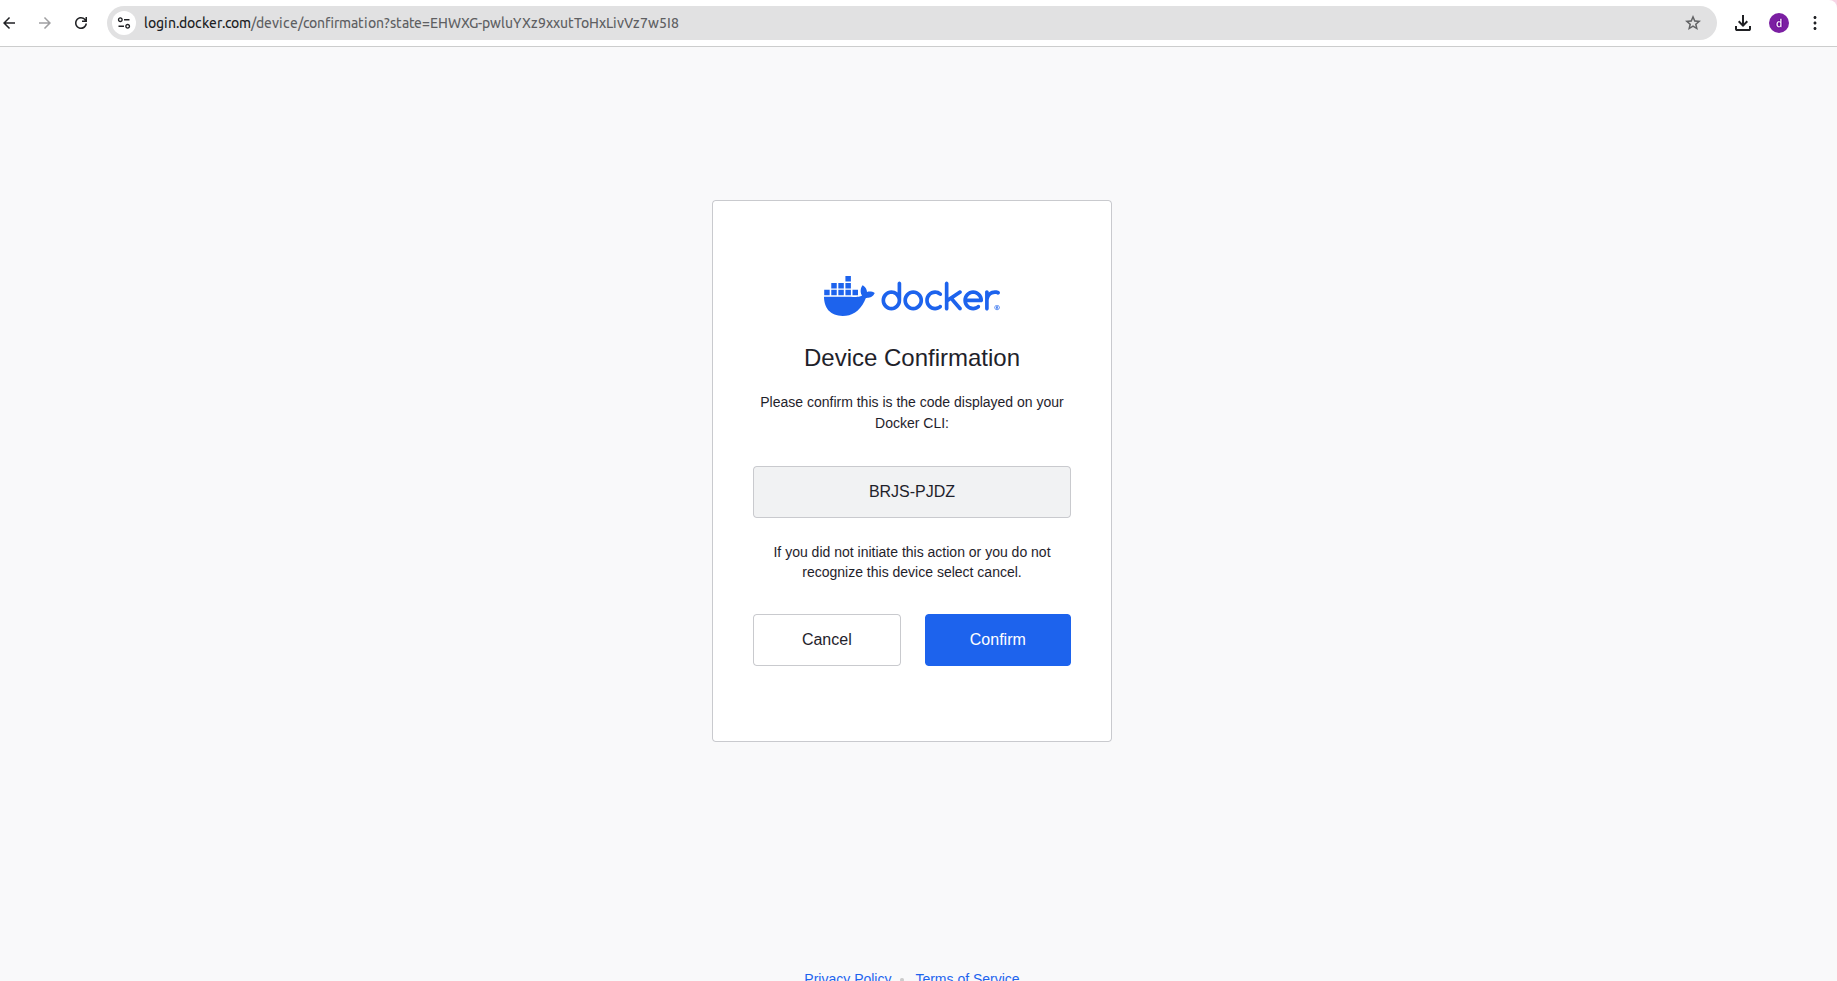 login.docker.com/device/confirmation?state=EHWXG-pwluYXz9xxutToHxLivVz7w5I8
d
docker®
Device Confirmation
Please confirm this is the code displayed on your
Docker CLI:
BRJS-PJDZ
If you did not initiate this action or you do not
recognize this device select cancel.
Cancel Confirm
Privacy Policy • Terms of Service